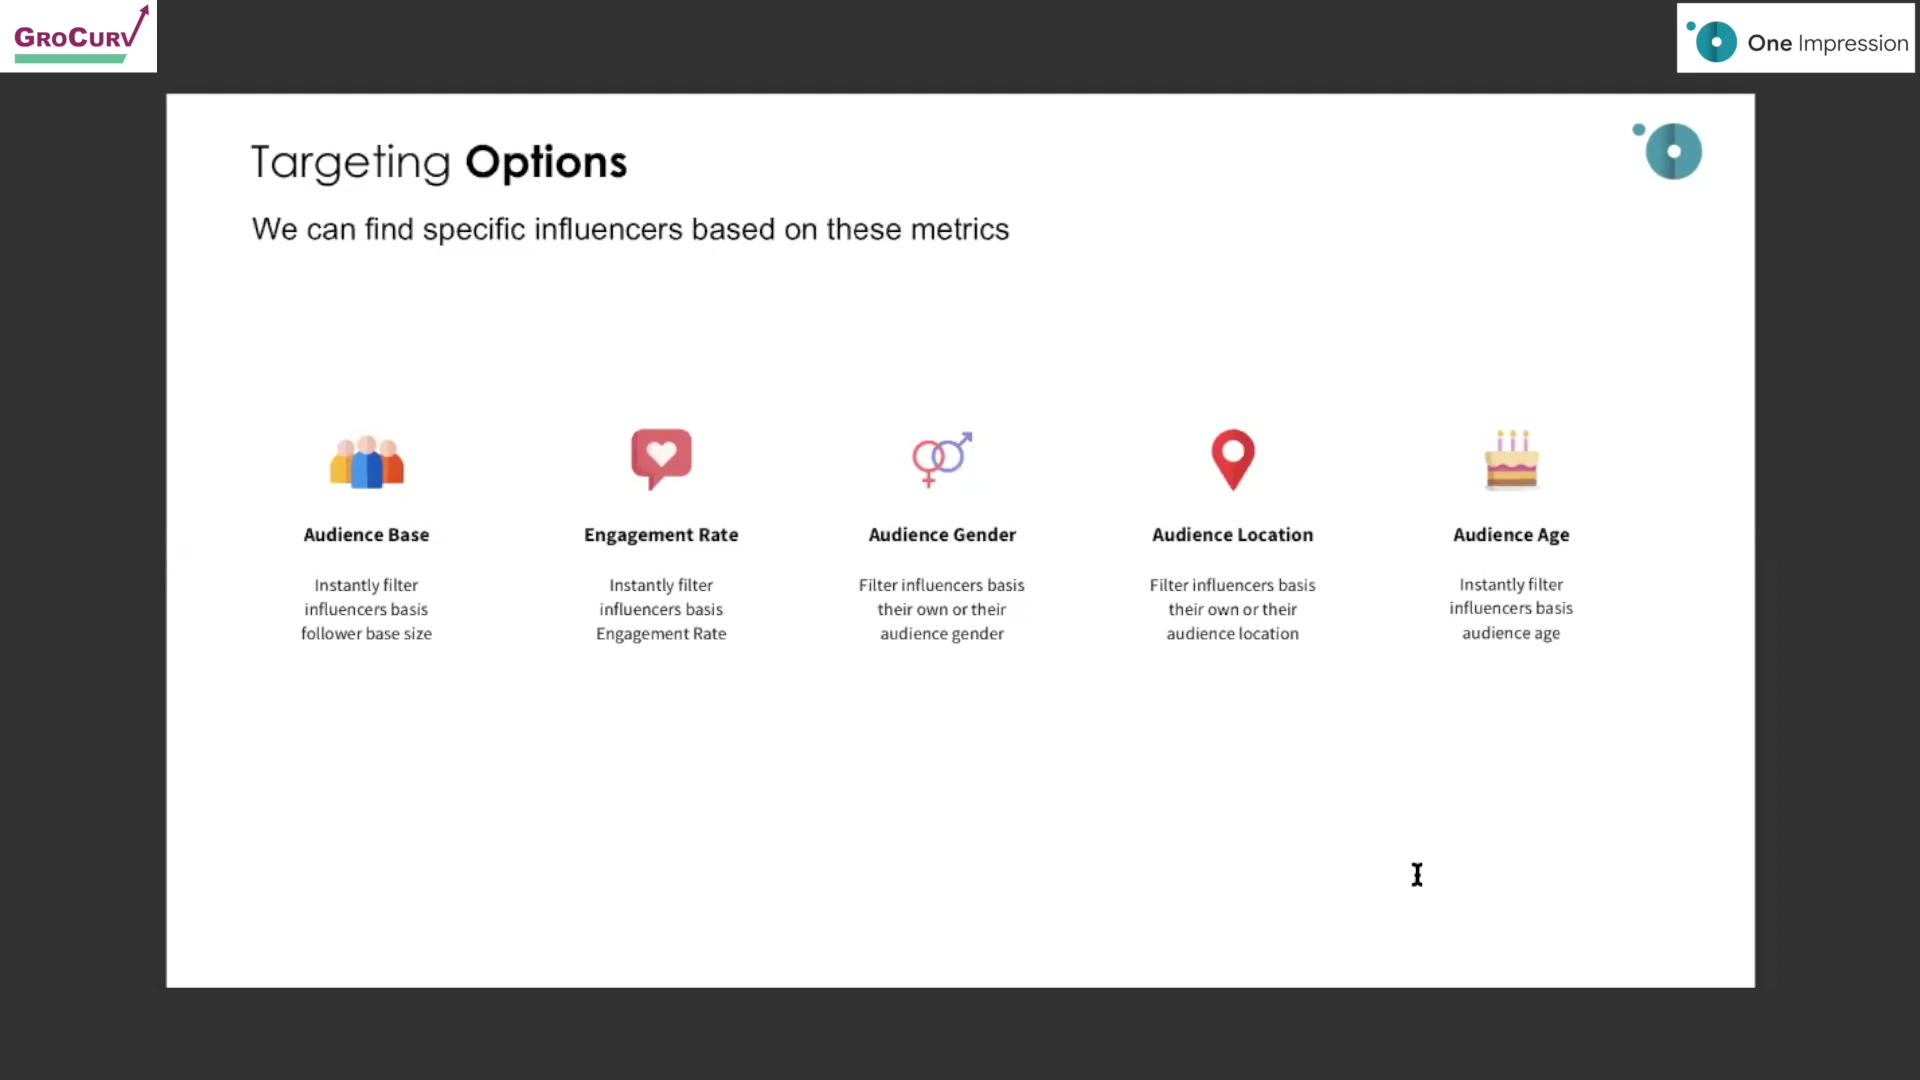 GROCURV
One Impression
Targeting Options
We can find specific influencers based on these metrics
Audience Base
Instantly filter
influencers basis
follower base size
Engagement Rate
Instantly filter
influencers basis
Engagement Rate
Audience Gender
Filter influencers basis
their own or their
audience gender
Audience Location
Filter influencers basis
their own or their
audience location
Audience Age
Instantly filter
influencers basis
audience age